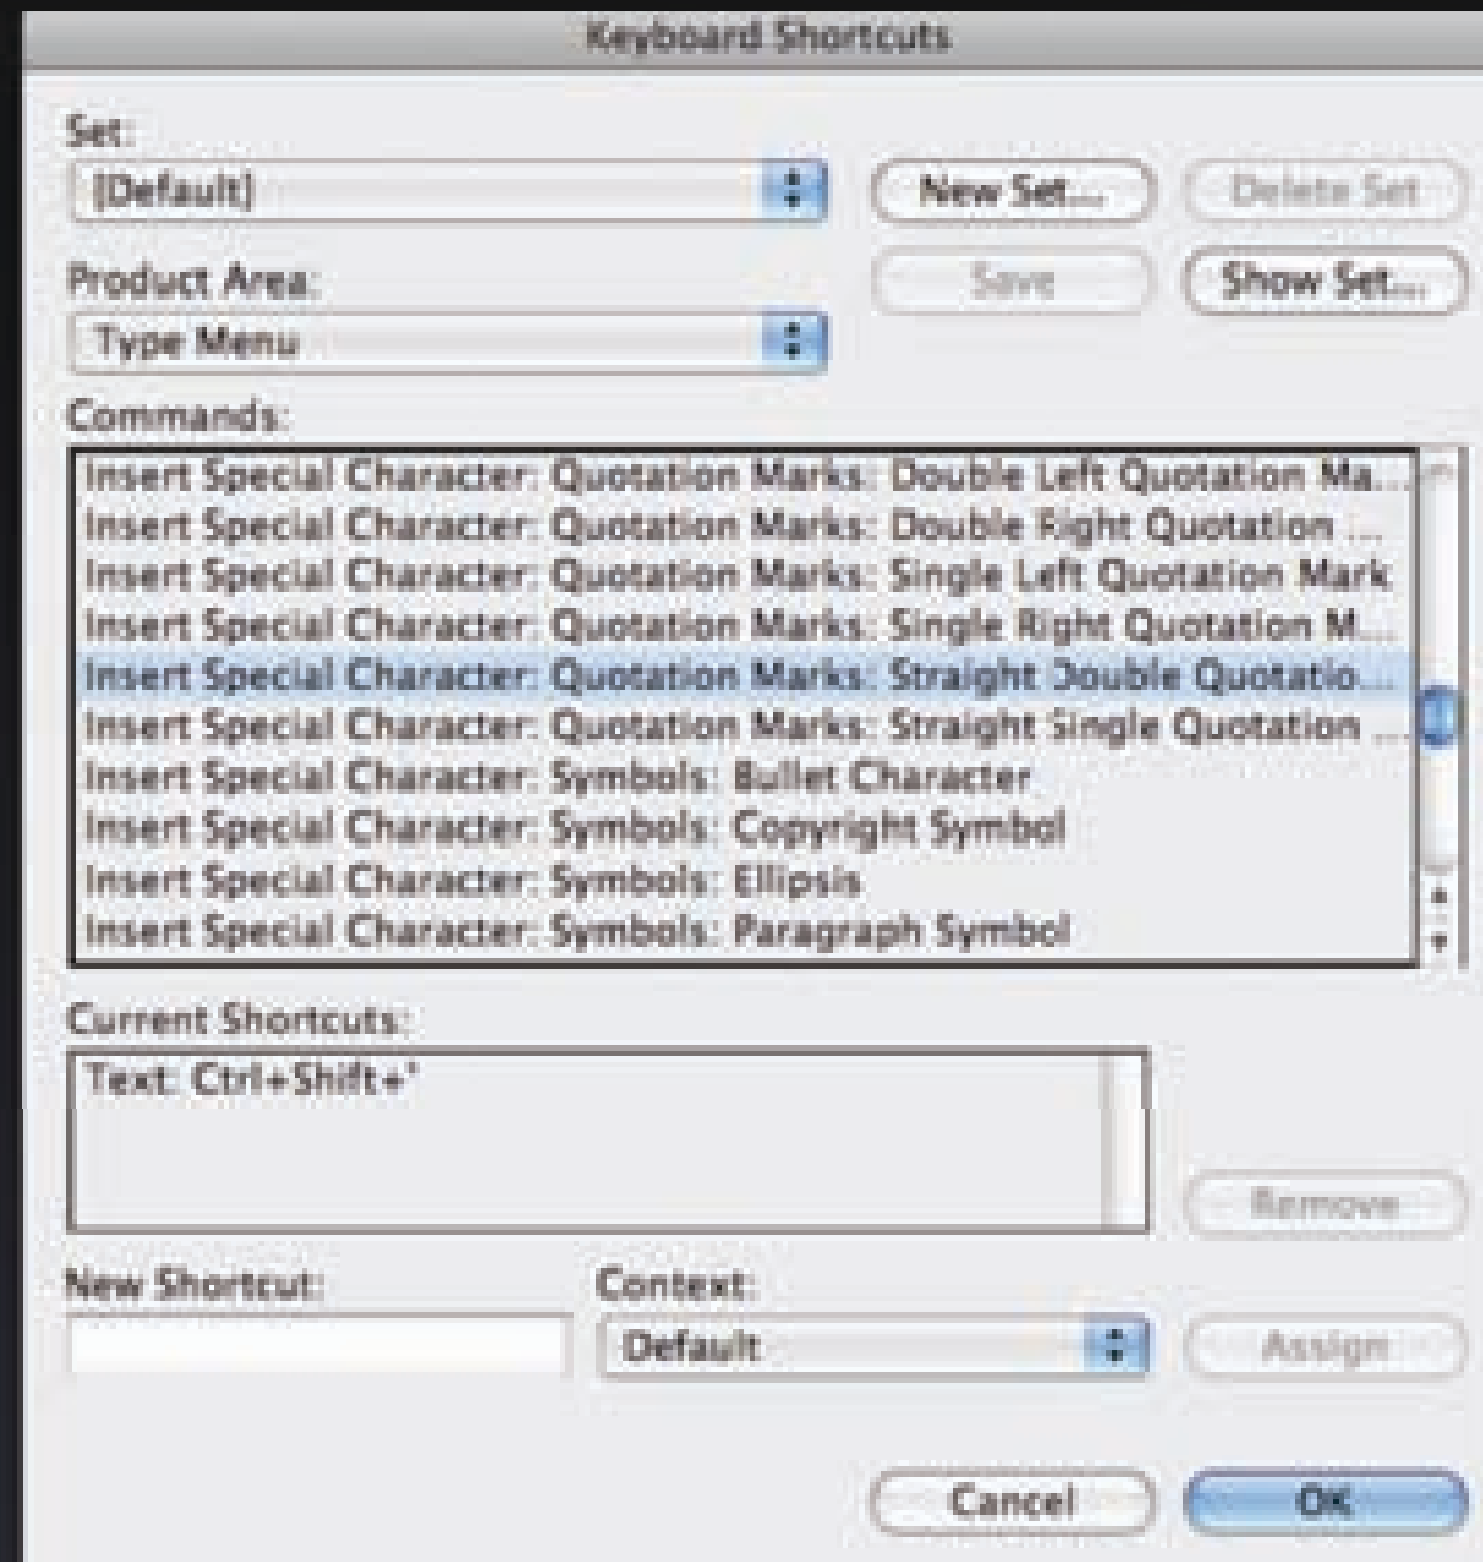 Keyboard Shortcuts
Set:
[Default]
New Set...
Delete Set
Product Area:
Save
Show Set...
Type Menu
Commands:
Insert Special Character: Quotation Marks: Double Left Quotation Ma...
Insert Special Character: Quotation Marks: Double Right Quotation ...
Insert Special Character: Quotation Marks: Single Left Quotation Mark
Insert Special Character: Quotation Marks: Single Right Quotation M...
Insert Special Character: Quotation Marks: Straight Double Quotatio...
Insert Special Character: Quotation Marks: Straight Single Quotation ...
Insert Special Character: Symbols: Bullet Character
Insert Special Character: Symbols: Copyright Symbol
Insert Special Character: Symbols: Ellipsis
Insert Special Character: Symbols: Paragraph Symbol
Current Shortcuts:
Text: Ctrl+Shift+'
Remove
New Shortcut:
Context:
Default
Assign
Cancel
OK